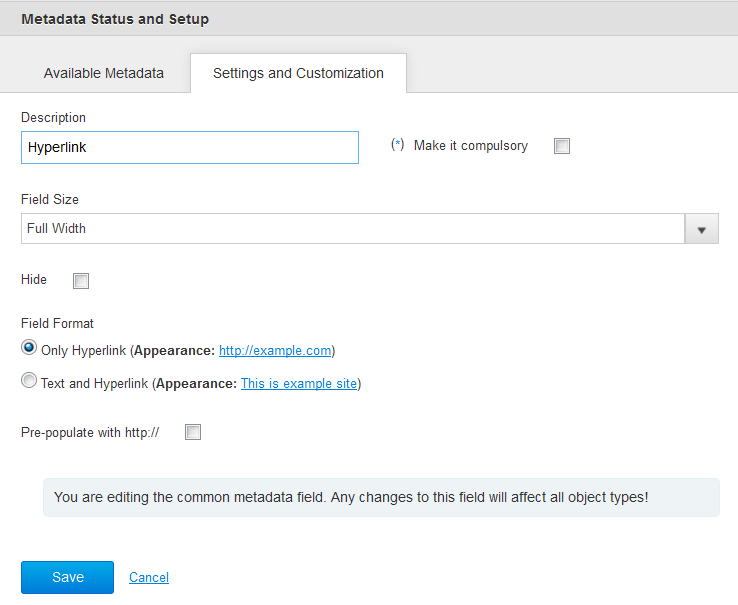 Metadata Status and Setup
Available Metadata
Settings and Customization
Description
Hyperlink
(*) Make it compulsory
Field Size
Full Width
Hide
Field Format
Only Hyperlink (Appearance: http://example.com)
Text and Hyperlink (Appearance: This is example site)
Pre-populate with http://
You are editing the common metadata field. Any changes to this field will affect all object types!
Save
Cancel